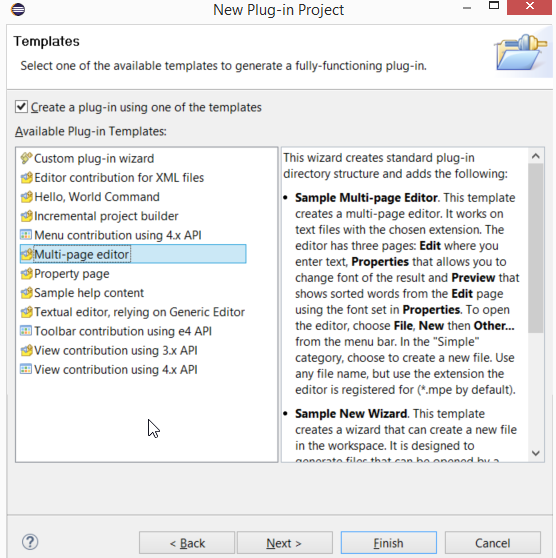 New Plug-in Project
Templates
Select one of the available templates to generate a fully-functioning plug-in.
Create a plug-in using one of the templates
Available Plug-in Templates:
Custom plug-in wizard
Editor contribution for XML files
Hello, World Command
Incremental project builder
Menu contribution using 4.x API
Multi-page editor
Property page
Sample help content
Textual editor, relying on Generic Editor
Toolbar contribution using e4 API
View contribution using 3.x API
View contribution using 4.x API
This wizard creates standard plug-in
directory structure and adds the following:
• Sample Multi-page Editor. This template
creates a multi-page editor. It works on
text files with the chosen extension. The
editor has three pages: Edit where you
enter text, Properties that allows you to
change font of the result and Preview that
shows sorted words from the Edit page
using the font set in Properties. To open
the editor, choose File, New then Other...
from the menu bar. In the "Simple"
category, choose to create a new file. Use
any file name, but use the extension the
editor is registered for (*.mpe by default).
• Sample New Wizard. This template
creates a wizard that can create a new file
in the workspace. It is designed to
generate files that can be opened by a
?
< Back
Next >
Finish
Cancel